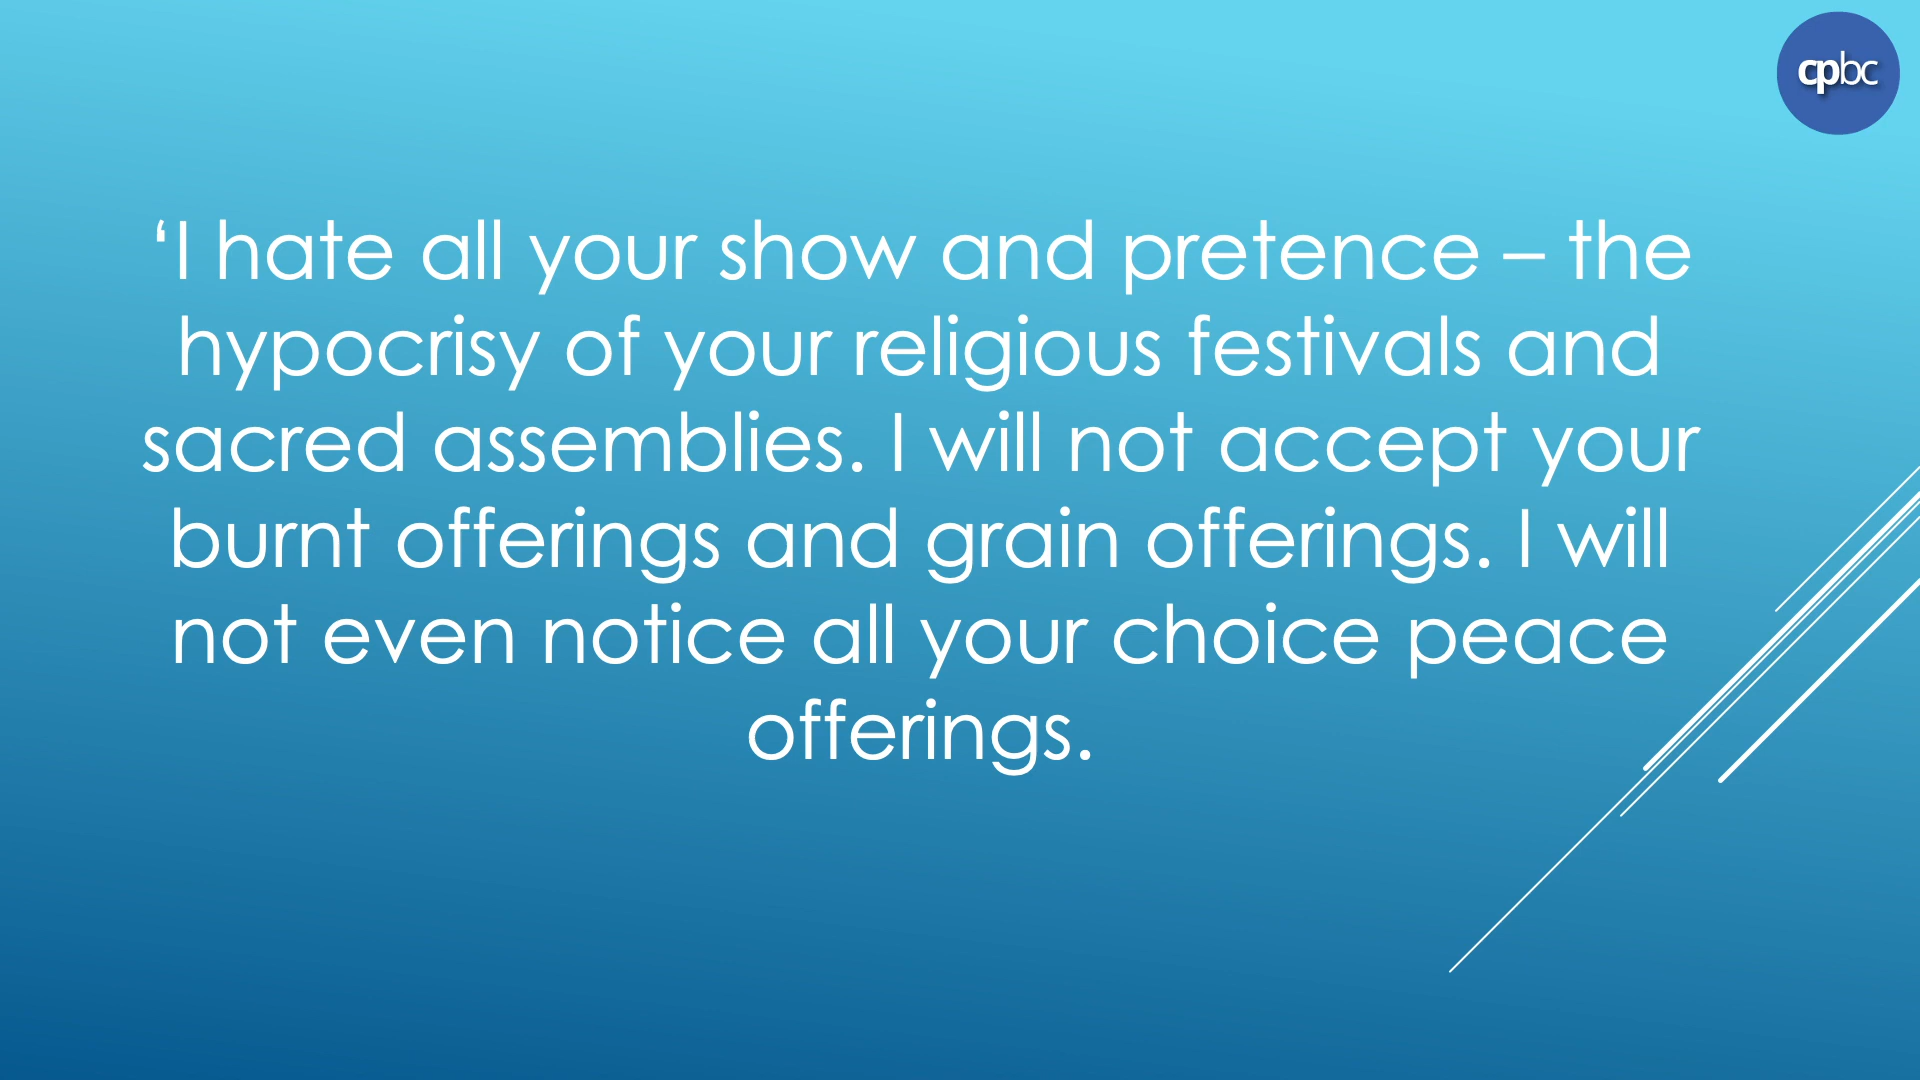 cpbc
‘I hate all your show and pretence – the
hypocrisy of your religious festivals and
sacred assemblies. I will not accept your
burnt offerings and grain offerings. I will
not even notice all your choice peace
offerings.